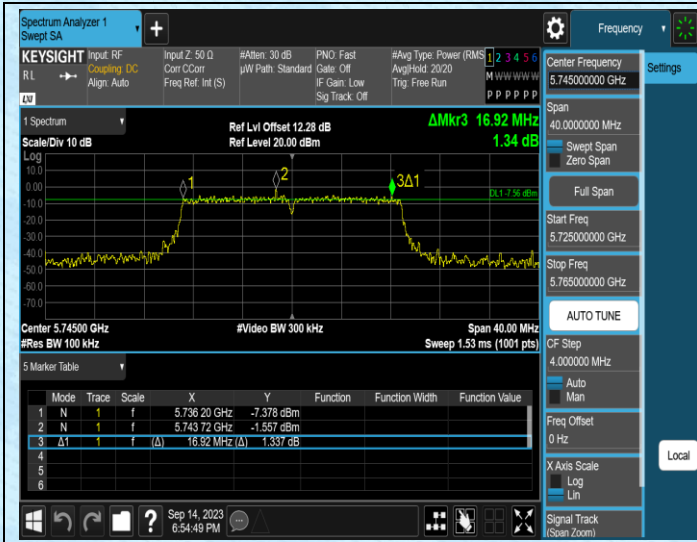 Spectrum Analyzer 1
Swept SA
Frequency
KEYSIGHT
RL
LXI
Input: RF
Coupling: DC
Align: Auto
Input Z: 50 Ω
Corr CCorr
Freq Ref: Int (S)
#Atten: 30 dB
µW Path: Standard
PNO: Fast
Gate: Off
IF Gain: Low
Sig Track: Off
#Avg Type: Power (RMS
Avg|Hold: 20/20
Trig: Free Run
1 2 3 4 5 6
M W W W W W
P P P P P P
1 Spectrum
Scale/Div 10 dB
Ref Lvl Offset 12.28 dB
Ref Level 20.00 dBm
ΔMkr3 16.92 MHz
1.34 dB
Log
10.0
0.00
-10.0
-20.0
-30.0
-40.0
-50.0
-60.0
-70.0
1
2
3Δ1
DL1 -7.56 dBm
Center 5.74500 GHz
#Video BW 300 kHz
Span 40.00 MHz
#Res BW 100 kHz
Sweep 1.53 ms (1001 pts)
5 Marker Table
Mode Trace Scale X Y Function Function Width Function Value
1 N 1 f 5.736 20 GHz -7.378 dBm
2 N 1 f 5.743 72 GHz -1.557 dBm
3 Δ1 1 f (Δ) 16.92 MHz (Δ) 1.337 dB
4
5
6
Sep 14, 2023
6:54:49 PM
?
Center Frequency
5.745000000 GHz
Span
40.0000000 MHz
Swept Span
Zero Span
Full Span
Start Freq
5.725000000 GHz
Stop Freq
5.765000000 GHz
AUTO TUNE
CF Step
4.000000 MHz
Auto
Man
Freq Offset
0 Hz
X Axis Scale
Log
Lin
Signal Track
(Span Zoom)
Settings
Local